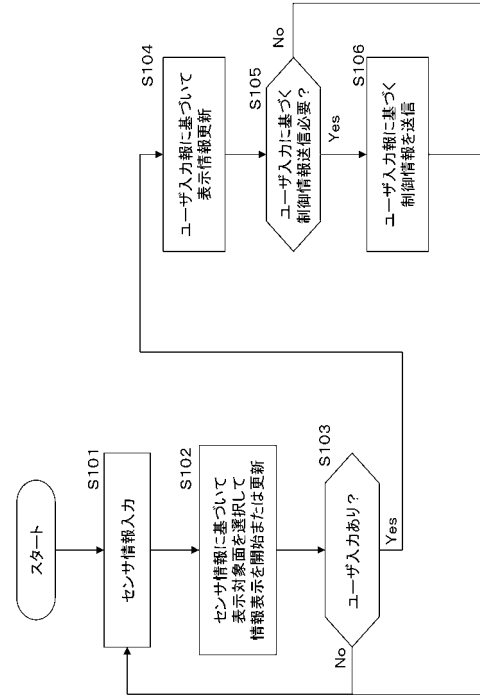 スタート
S101
センサ情報入力
S102
センサ情報に基づいて
表示対象面を選択して
情報表示を開始または更新
S103
ユーザ入力あり？
No
Yes
S104
ユーザ入力報に基づいて
表示情報更新
S105
ユーザ入力に基づく
制御情報送信必要？
No
Yes
S106
ユーザ入力報に基づく
制御情報を送信